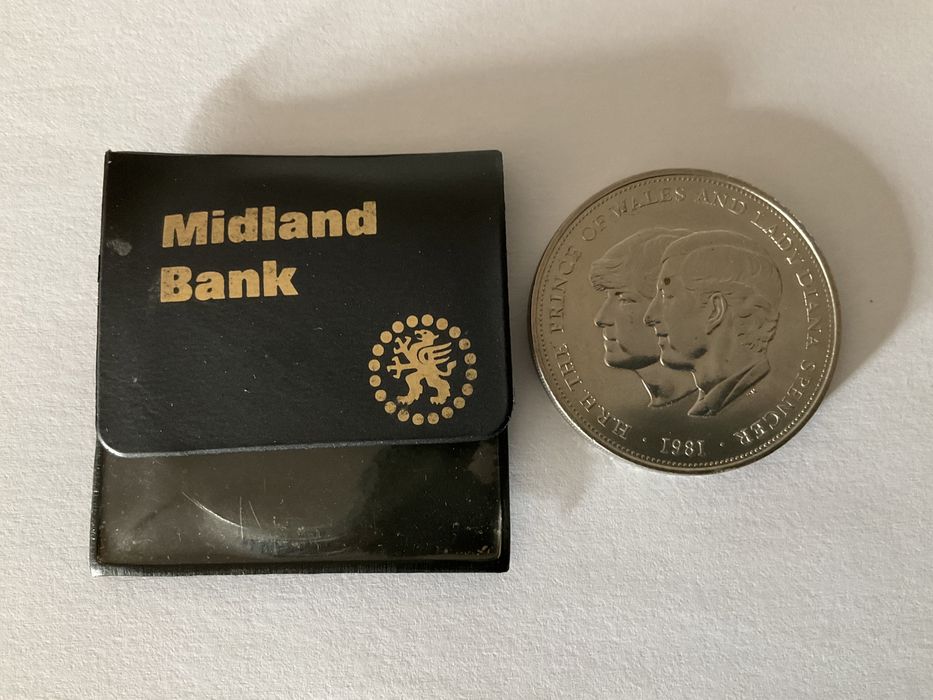 Midland
Bank
H.R.H. THE PRINCE OF WALES AND LADY DIANA SPENCER
· 1981 ·